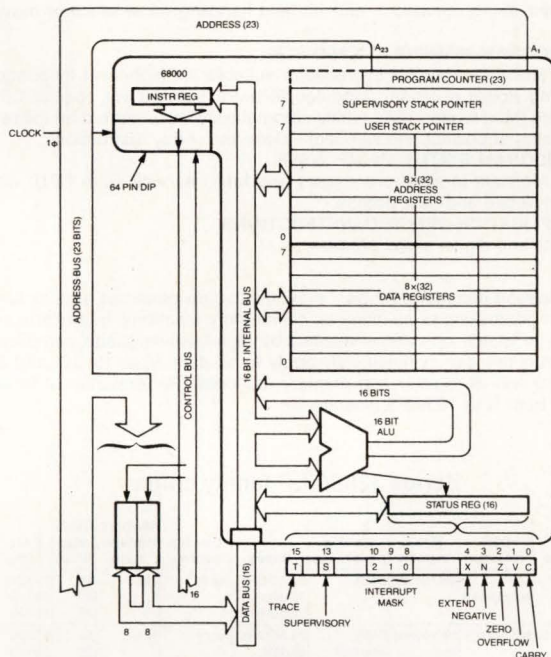 ADDRESS (23)
A23
A1
68000
INSTR REG
PROGRAM COUNTER (23)
7
SUPERVISORY STACK POINTER
7
USER STACK POINTER
CLOCK
1Φ
64 PIN DIP
8 × (32)
ADDRESS
REGISTERS
0
7
8 × (32)
DATA REGISTERS
0
ADDRESS BUS (23 BITS)
CONTROL BUS
16 BIT INTERNAL BUS
16 BITS
16 BIT
ALU
STATUS REG (16)
15 13 10 9 8 4 3 2 1 0
T S 2 1 0 X N Z V C
TRACE
SUPERVISORY
INTERRUPT
MASK
EXTEND
NEGATIVE
ZERO
OVERFLOW
CARRY
DATA BUS (16)
16
8 8